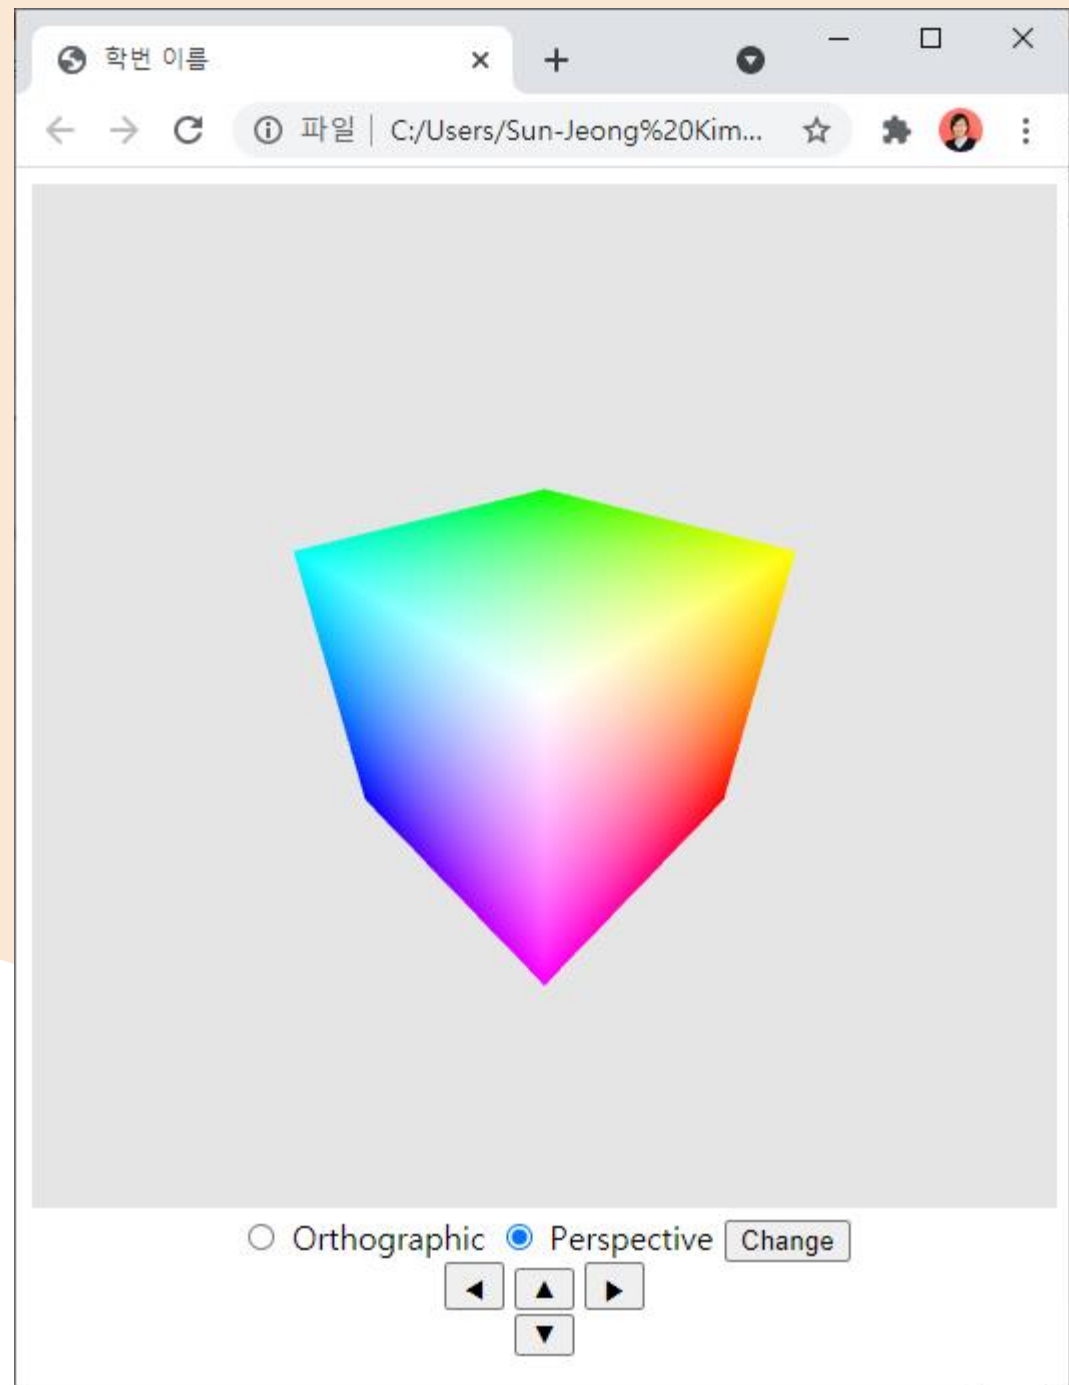 학번 이름
파일 | C:/Users/Sun-Jeong%20Kim...
Orthographic Perspective Change
◀ ▲ ▶
▼